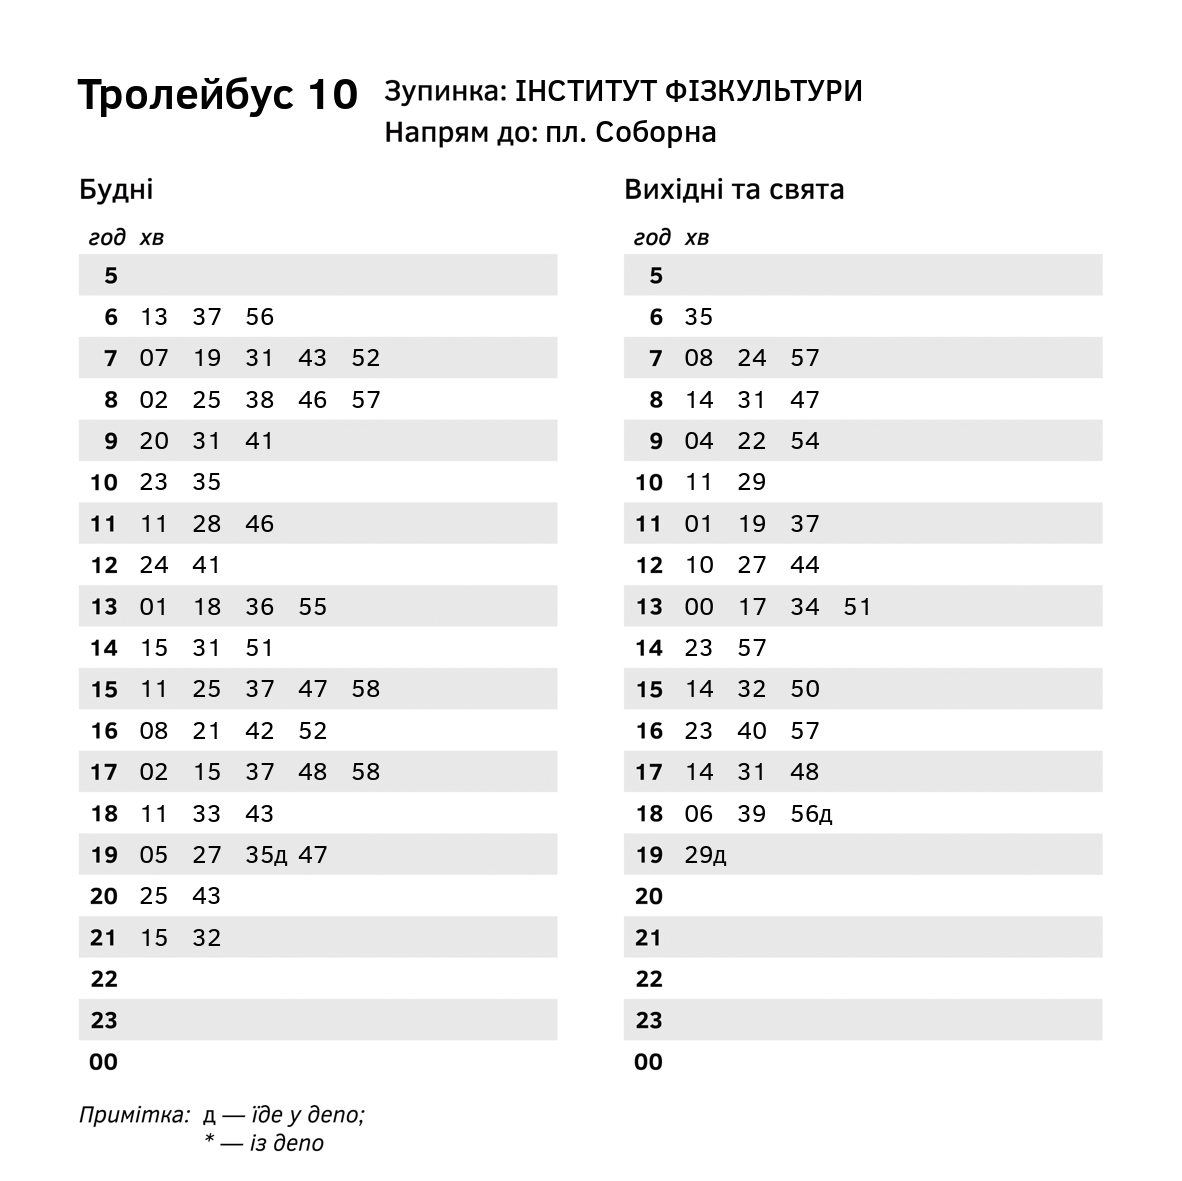 Тролейбус 10
Зупинка: ІНСТИТУТ ФІЗКУЛЬТУРИ
Напрям до: пл. Соборна
Будні
год хв
5
6 13 37 56
7 07 19 31 43 52
8 02 25 38 46 57
9 20 31 41
10 23 35
11 11 28 46
12 24 41
13 01 18 36 55
14 15 31 51
15 11 25 37 47 58
16 08 21 42 52
17 02 15 37 48 58
18 11 33 43
19 05 27 35д 47
20 25 43
21 15 32
22
23
00
Вихідні та свята
год хв
5
6 35
7 08 24 57
8 14 31 47
9 04 22 54
10 11 29
11 01 19 37
12 10 27 44
13 00 17 34 51
14 23 57
15 14 32 50
16 23 40 57
17 14 31 48
18 06 39 56д
19 29д
20
21
22
23
00
Примітка: д — їде у депо;
* — із депо